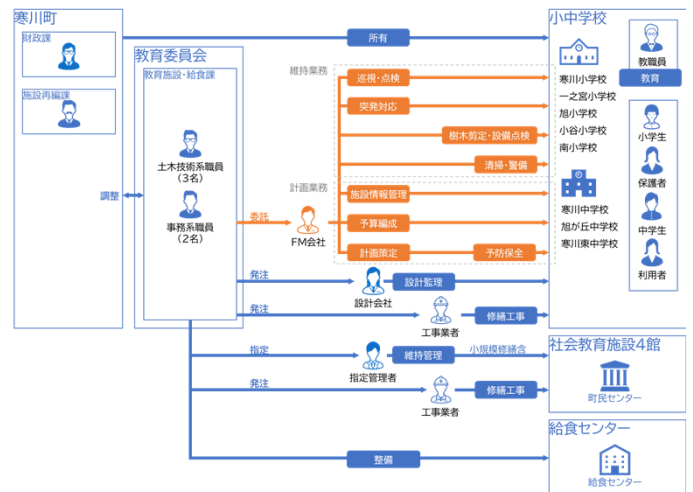 寒川町
財政課
施設再編課
調整
教育委員会
教育施設・給食課
土木技術系職員
（3名）
事務系職員
（2名）
所有
維持業務
巡視・点検
突発対応
樹木剪定・設備点検
清掃・警備
計画業務
施設情報管理
予算編成
計画策定
予防保全
委託
FM会社
発注
設計会社
設計監理
発注
工事業者
修繕工事
指定
指定管理者
維持管理
小規模修繕含
発注
工事業者
修繕工事
整備
小中学校
寒川小学校
一之宮小学校
旭小学校
小谷小学校
南小学校
寒川中学校
旭が丘中学校
寒川東中学校
教職員
教育
小学生
保護者
中学生
利用者
社会教育施設4館
町民センター
給食センター
給食センター